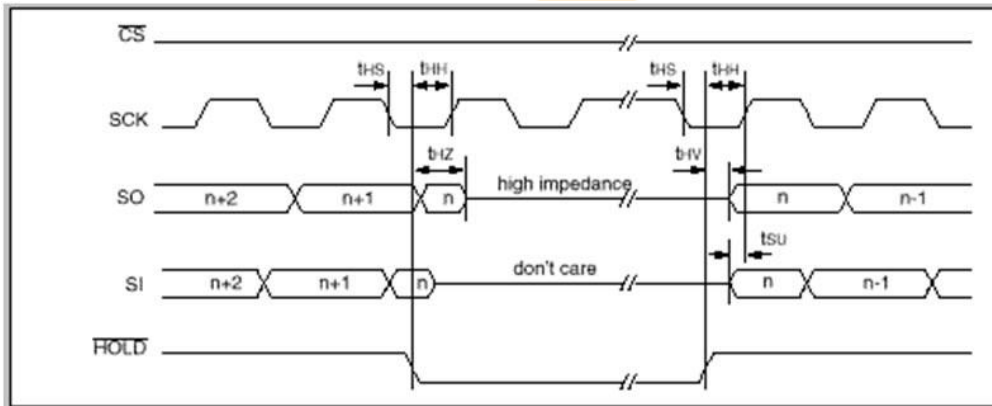 CS
tHS tHH tHS tHH
SCK
tHZ tHV
SO n+2 n+1 n high impedance n n-1
tSU
SI n+2 n+1 n don't care n n-1
HOLD